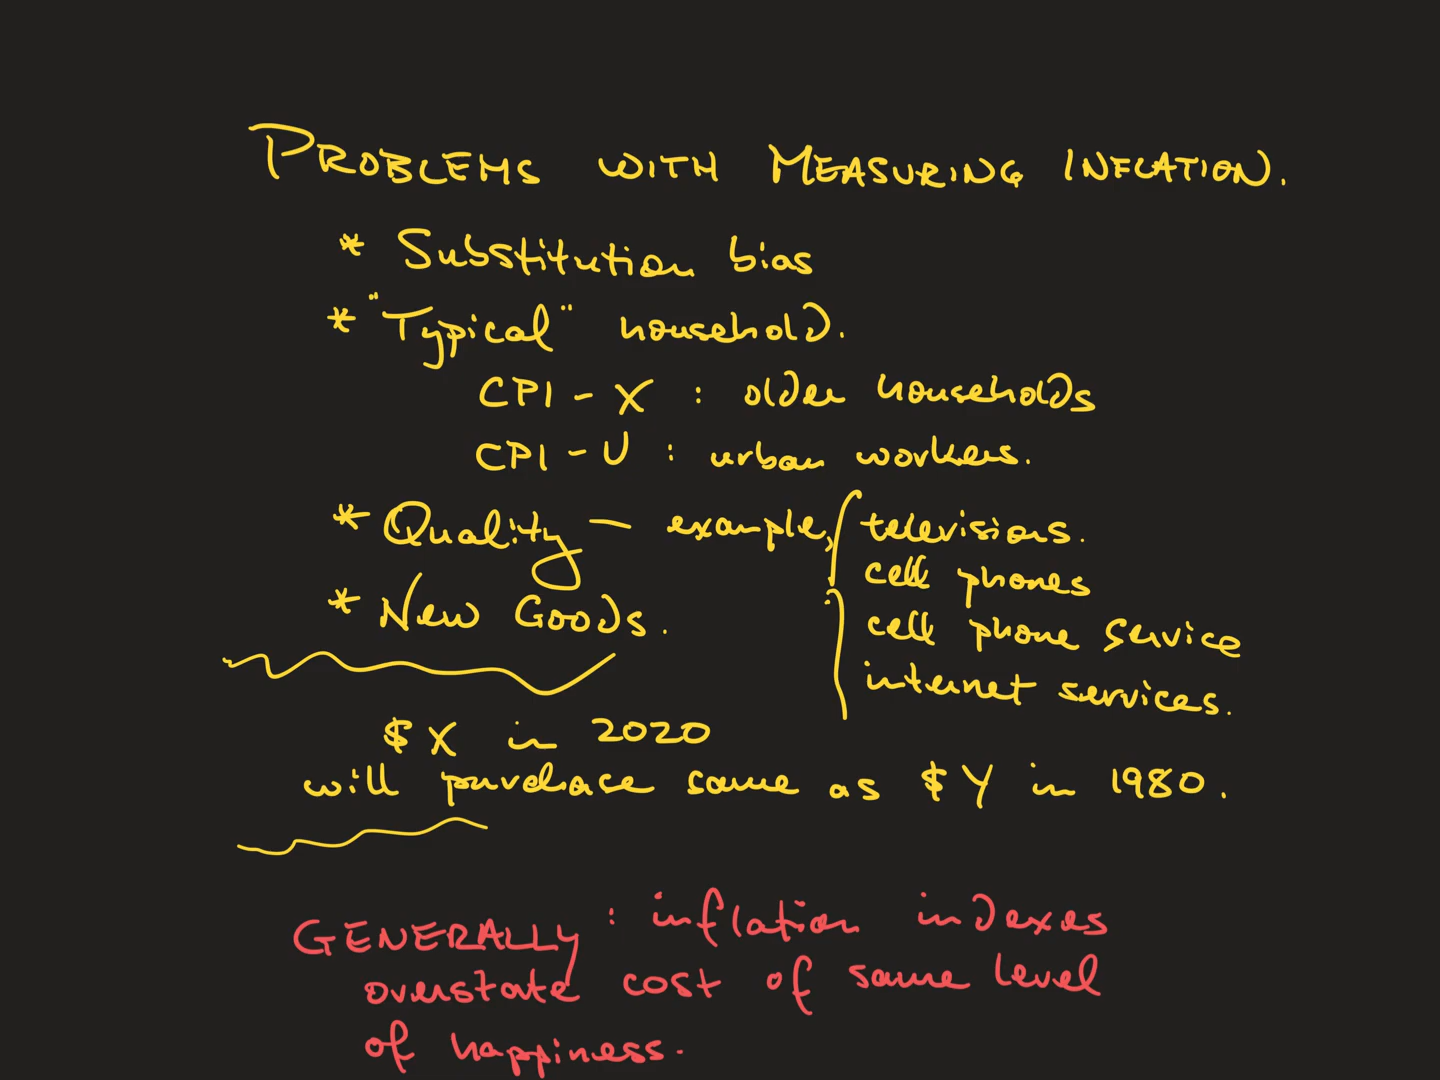 PROBLEMS WITH MEASURING INFLATION.
* Substitution bias
* "Typical" household.
CPI - X : older households
CPI - U : urban workers.
* Quality — example, televisions.
cell phones
* New Goods.
cell phone service
internet services.
$ X in 2020
will purchase same as $ Y in 1980.
GENERALLY : inflation indexes
overstate cost of same level
of happiness.